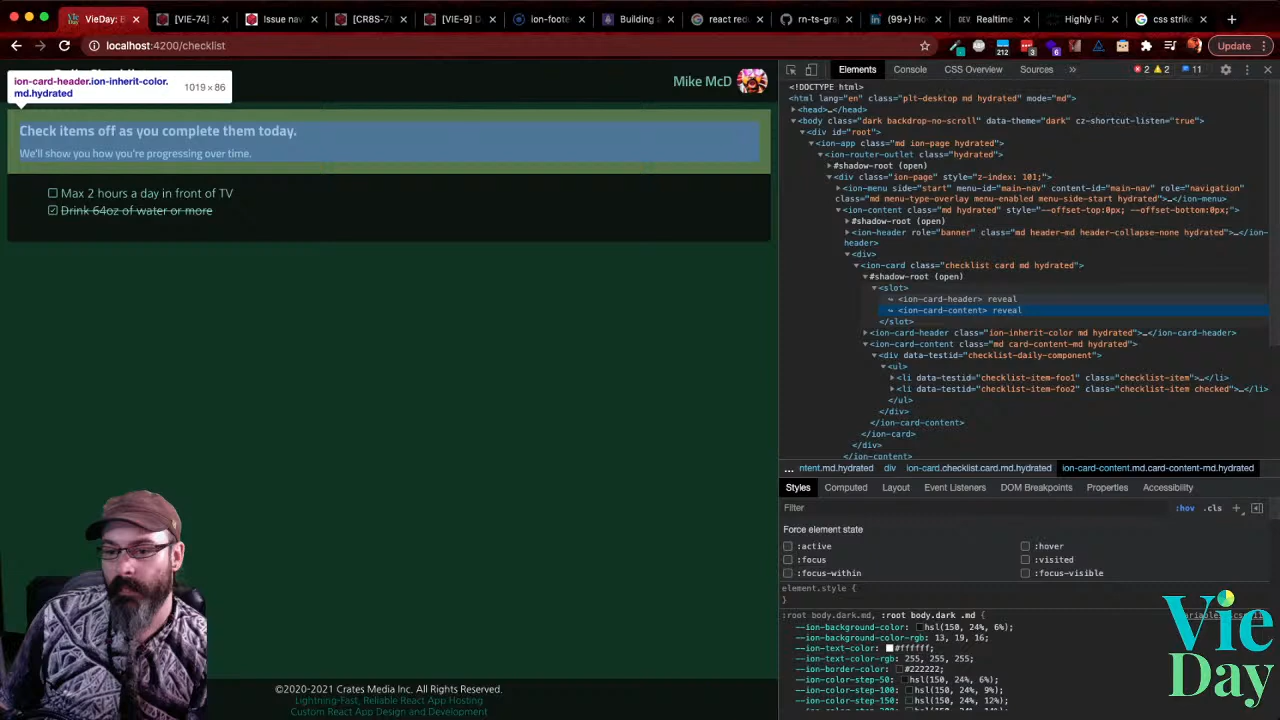 VieDay: E
[VIE-74]
Issue nav
[CR8S-7
[VIE-9] D
ion-foote
Building a
react red
rn-ts-gra
(99+) Ho
Realtime
Highly Fu
css strike
localhost:4200/checklist
212
3
6
Update
ion-card-header.ion-inherit-color.
md.hydrated
1019 × 86
Mike McD
Check items off as you complete them today.
We'll show you how you're progressing over time.
Max 2 hours a day in front of TV
Drink 64oz of water or more
©2020-2021 Crates Media Inc. All Rights Reserved.
Lightning-Fast, Reliable React App Hosting
Custom React App Design and Development
Elements
Console
CSS Overview
Sources
»
2
2
11
<!DOCTYPE html>
<html lang="en" class="plt-desktop md hydrated" mode="md">
<head>…</head>
<body class="dark backdrop-no-scroll" data-theme="dark" cz-shortcut-listen="true">
<div id="root">
<ion-app class="md ion-page hydrated">
<ion-router-outlet class="hydrated">
#shadow-root (open)
<div class="ion-page" style="z-index: 101;">
<ion-menu side="start" menu-id="main-nav" content-id="main-nav" role="navigation"
class="md menu-type-overlay menu-enabled menu-side-start hydrated">…</ion-menu>
<ion-content class="md hydrated" style="--offset-top:0px; --offset-bottom:0px;">
#shadow-root (open)
<ion-header role="banner" class="md header-md header-collapse-none hydrated">…</ion-
header>
<div>
<ion-card class="checklist card md hydrated">
#shadow-root (open)
<slot>
↪ <ion-card-header> reveal
↪ <ion-card-content> reveal
</slot>
<ion-card-header class="ion-inherit-color md hydrated">…</ion-card-header>
<ion-card-content class="md card-content-md hydrated">
<div data-testid="checklist-daily-component">
<ul>
<li data-testid="checklist-item-foo1" class="checklist-item">…</li>
<li data-testid="checklist-item-foo2" class="checklist-item checked">…</li>
</ul>
</div>
</ion-card-content>
</ion-card>
</div>
</ion-content>
...
ntent.md.hydrated
div
ion-card.checklist.card.md.hydrated
ion-card-content.md.card-content-md.hydrated
Styles
Computed
Layout
Event Listeners
DOM Breakpoints
Properties
Accessibility
Filter
:hov
.cls
+
Force element state
:active
:hover
:focus
:visited
:focus-within
:focus-visible
element.style {
}
:root body.dark.md, :root body.dark .md {
--ion-background-color: hsl(150, 24%, 6%);
--ion-background-color-rgb: 13, 19, 16;
--ion-text-color: #ffffff;
--ion-text-color-rgb: 255, 255, 255;
--ion-border-color: #222222;
--ion-color-step-50: hsl(150, 24%, 6%);
--ion-color-step-100: hsl(150, 24%, 9%);
--ion-color-step-150: hsl(150, 24%, 12%);
Vie
Day